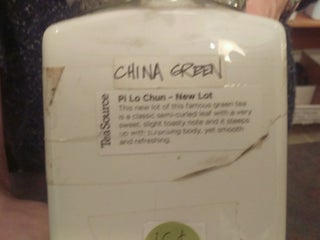 CHINA GREEN
TeaSource
Pi Lo Chun – New Lot
This new lot of this famous green tea
is a classic semi-curled leaf with a very
sweet, slight toasty note and it steeps
up with surprising body, yet smooth
and refreshing.